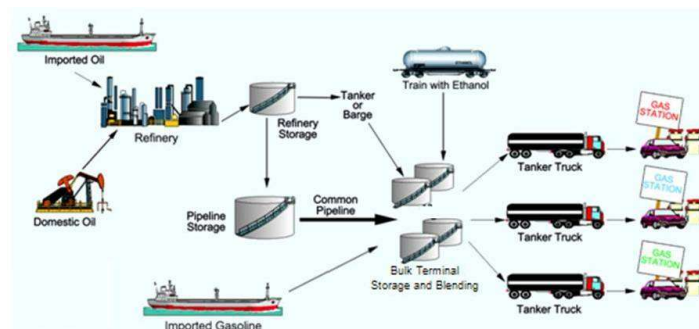 Imported Oil
Refinery
Domestic Oil
Refinery
Storage
Tanker
or
Barge
Train with Ethanol
Pipeline
Storage
Common
Pipeline
Bulk Terminal
Storage and Blending
Imported Gasoline
Tanker Truck
GAS
STATION
Tanker Truck
GAS
STATION
Tanker Truck
GAS
STATION